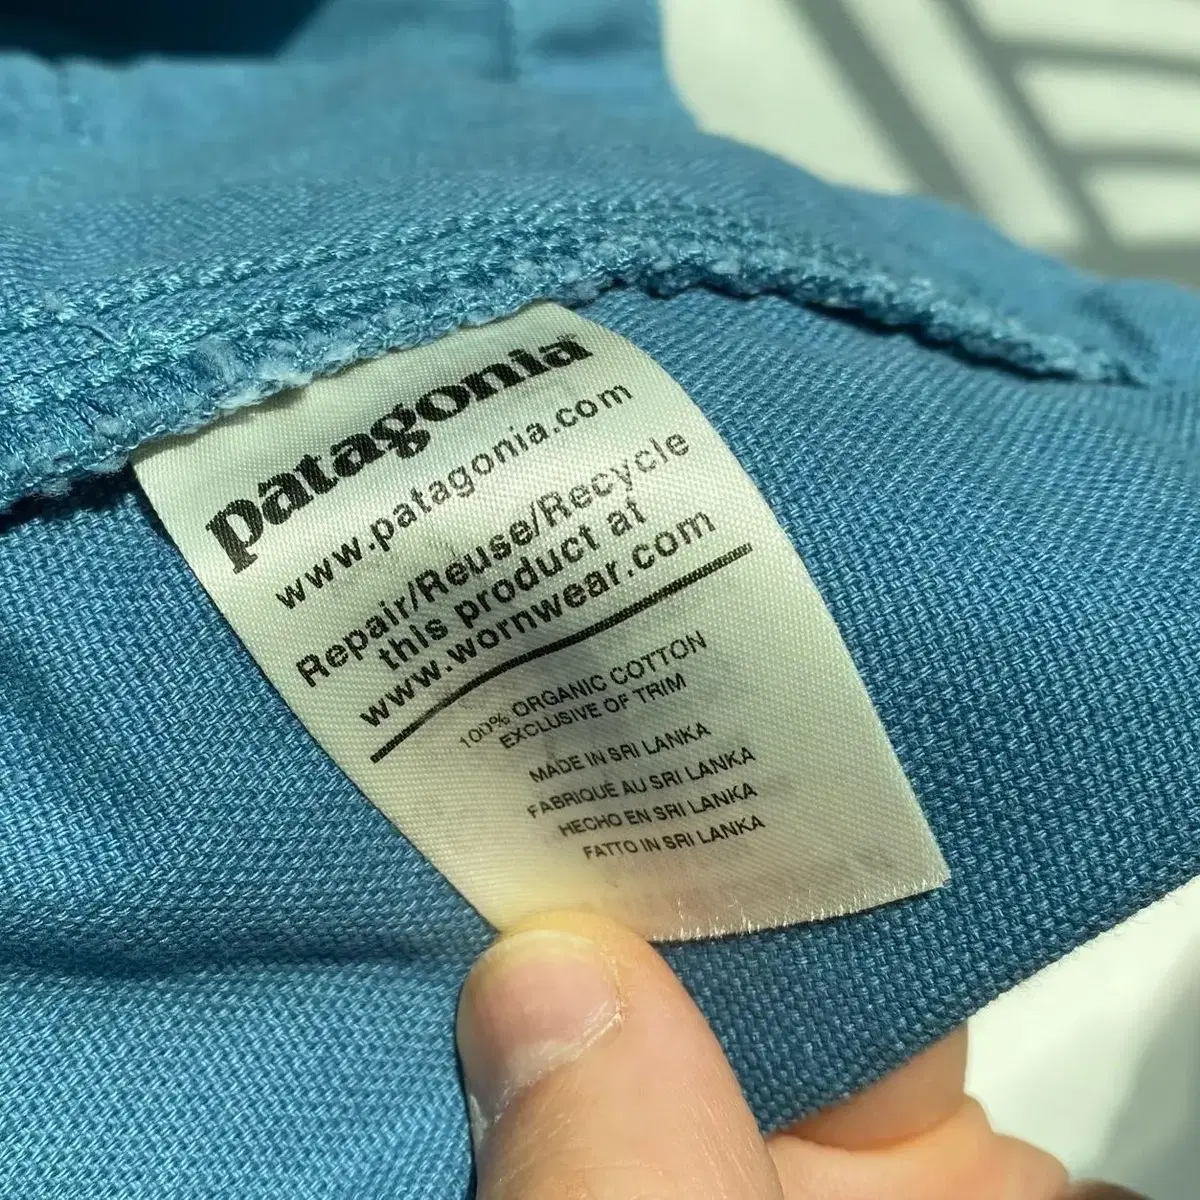 patagonia
www.patagonia.com
Repair/Reuse/Recycle
this product at
www.wornwear.com
100% ORGANIC COTTON
EXCLUSIVE OF TRIM
MADE IN SRI LANKA
FABRIQUÉ AU SRI LANKA
HECHO EN SRI LANKA
FATTO IN SRI LANKA